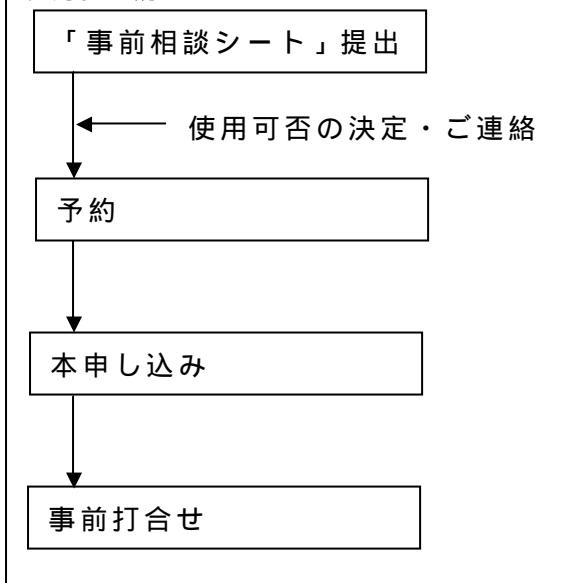 「事前相談シート」提出
使用可否の決定・ご連絡
予約
本申し込み
事前打合せ